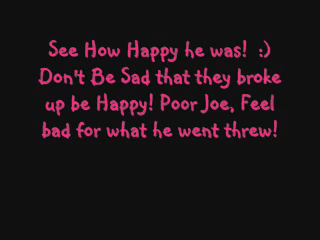 See How Happy he was!  :)
Don't Be Sad that they broke
up be Happy! Poor Joe, Feel
bad for what he went threw!